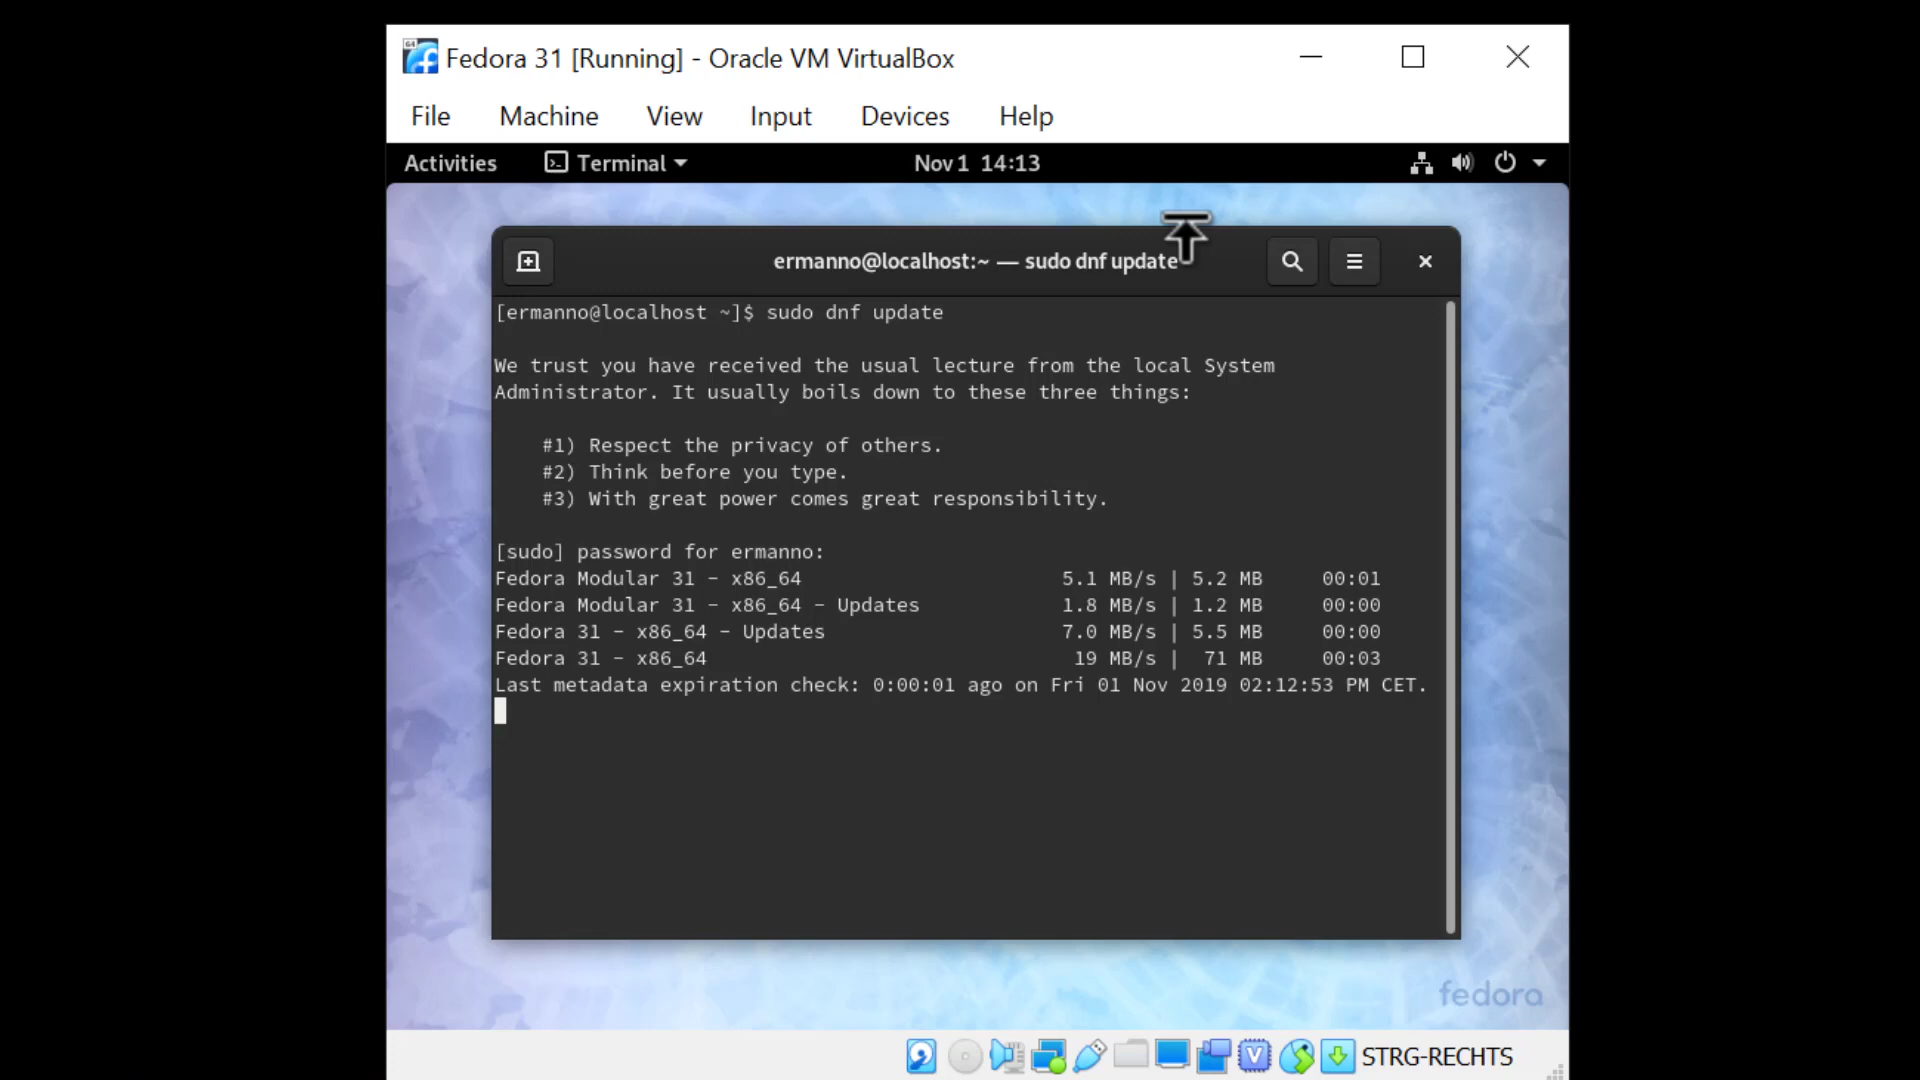 Fedora 31 [Running] - Oracle VM VirtualBox
File Machine View Input Devices Help
Activities Terminal Nov 1 14:13
ermanno@localhost:~ — sudo dnf update
[ermanno@localhost ~]$ sudo dnf update
We trust you have received the usual lecture from the local System
Administrator. It usually boils down to these three things:
#1) Respect the privacy of others.
#2) Think before you type.
#3) With great power comes great responsibility.
[sudo] password for ermanno:
Fedora Modular 31 - x86_64 5.1 MB/s | 5.2 MB 00:01
Fedora Modular 31 - x86_64 - Updates 1.8 MB/s | 1.2 MB 00:00
Fedora 31 - x86_64 - Updates 7.0 MB/s | 5.5 MB 00:00
Fedora 31 - x86_64 19 MB/s | 71 MB 00:03
Last metadata expiration check: 0:00:01 ago on Fri 01 Nov 2019 02:12:53 PM CET.
fedora
STRG-RECHTS